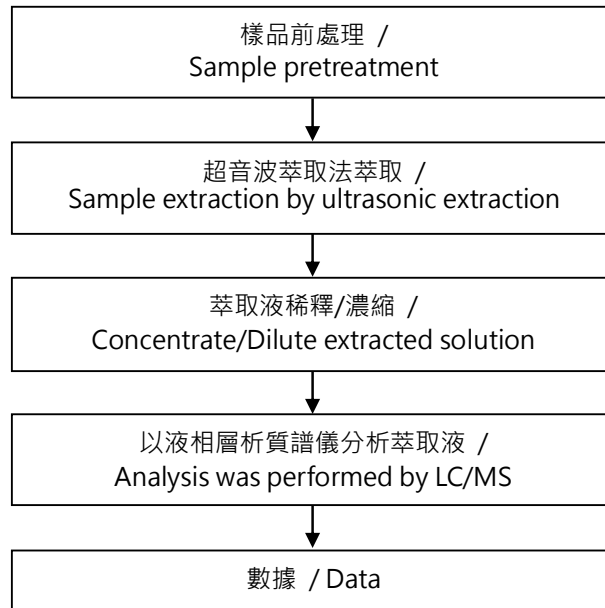 樣品前處理 /
Sample pretreatment
超音波萃取法萃取 /
Sample extraction by ultrasonic extraction
萃取液稀釋/濃縮 /
Concentrate/Dilute extracted solution
以液相層析質譜儀分析萃取液 /
Analysis was performed by LC/MS
數據 / Data